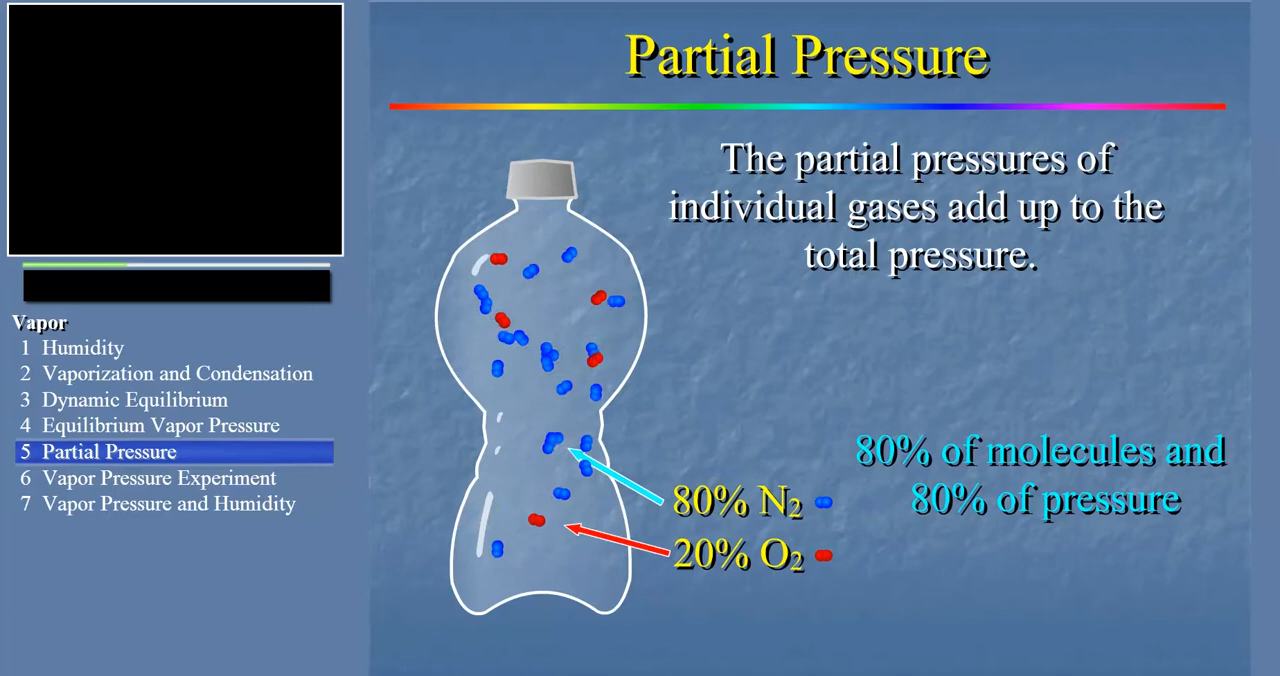 Partial Pressure
The partial pressures of
individual gases add up to the
total pressure.
Vapor
1 Humidity
2 Vaporization and Condensation
3 Dynamic Equilibrium
4 Equilibrium Vapor Pressure
5 Partial Pressure
6 Vapor Pressure Experiment
7 Vapor Pressure and Humidity
80% N₂
20% O₂
80% of molecules and
80% of pressure